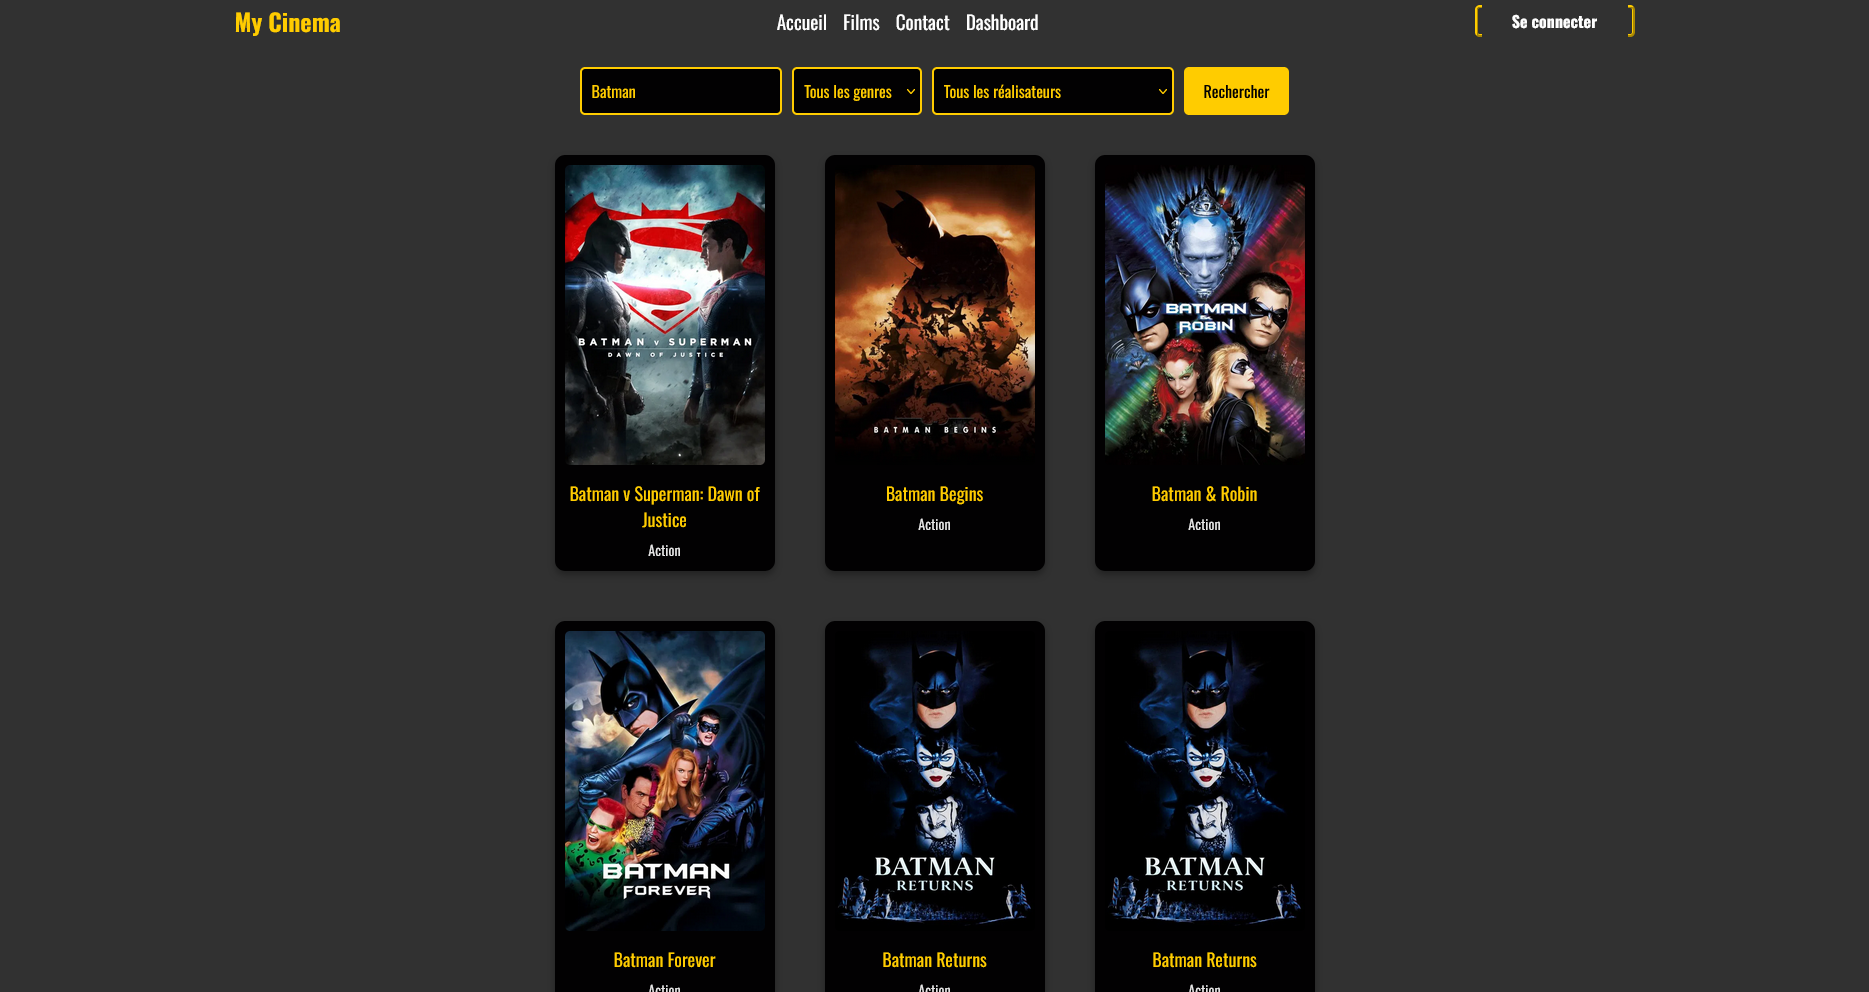 My Cinema
Accueil Films Contact Dashboard
Se connecter
Batman
Tous les genres
Tous les réalisateurs
Rechercher
BATMAN v SUPERMAN
DAWN OF JUSTICE
Batman v Superman: Dawn of
Justice
Action
BATMAN BEGINS
Batman Begins
Action
BATMAN
&
ROBIN
Batman & Robin
Action
BATMAN
FOREVER
Batman Forever
Action
BATMAN
RETURNS
Batman Returns
Action
BATMAN
RETURNS
Batman Returns
Action